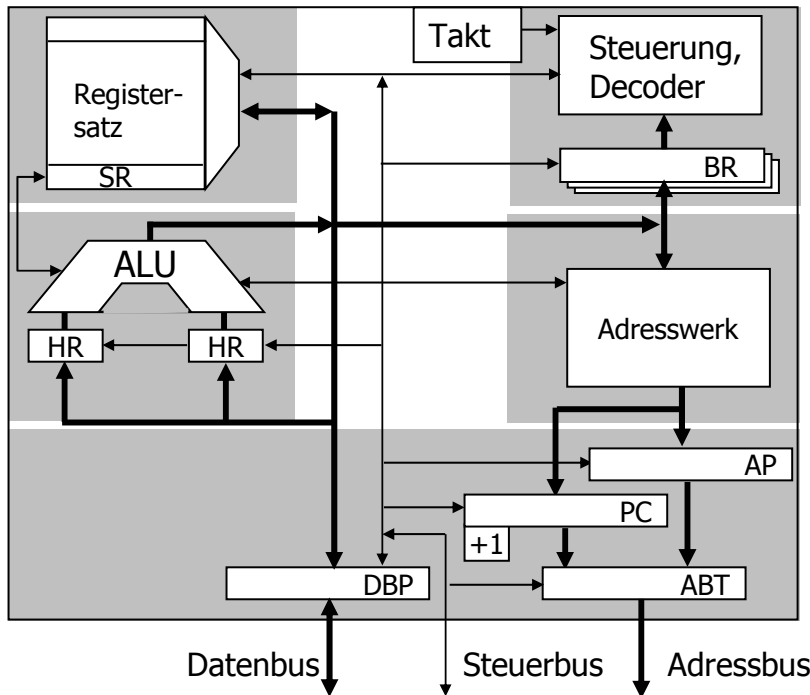 Takt
Steuerung,
Decoder
Register-
satz
SR
BR
ALU
Adresswerk
HR
HR
AP
PC
+1
DBP
ABT
Datenbus
Steuerbus
Adressbus